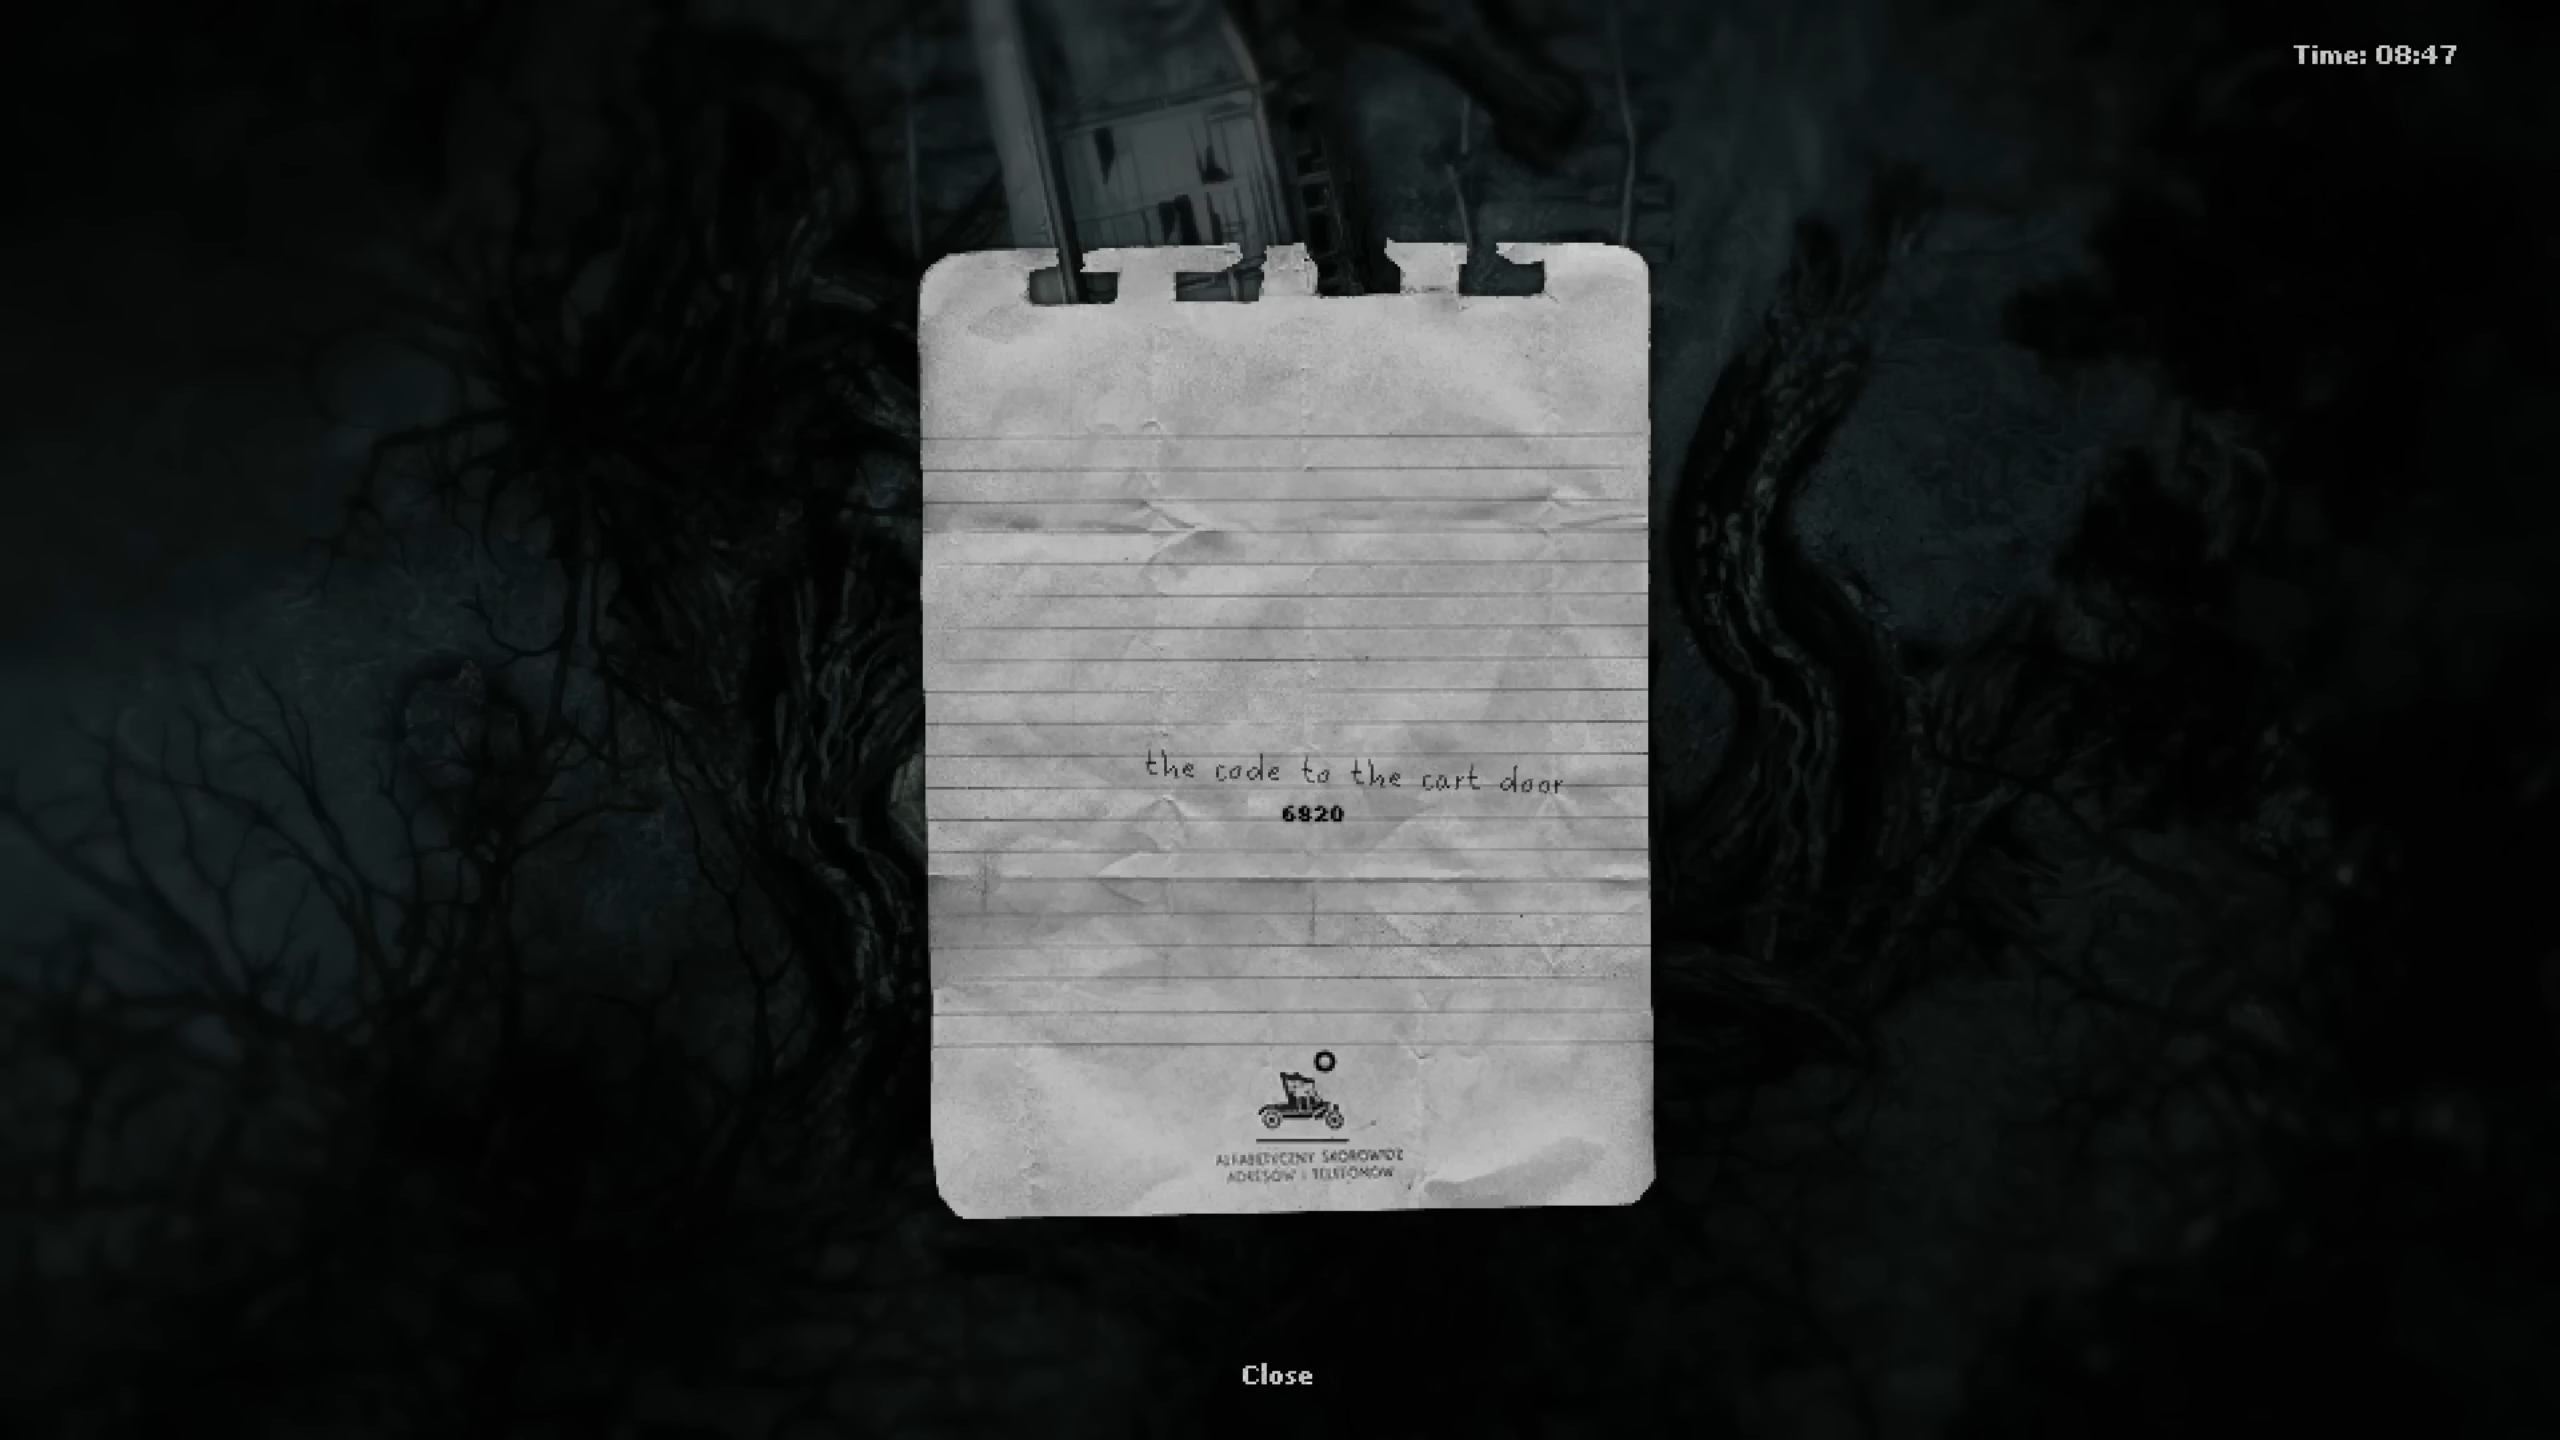 Time: 08:47
the code to the cart door
6820
ALFABETYCZNY SKOROWIDZ
ADRESÓW I TELEFONÓW
Close